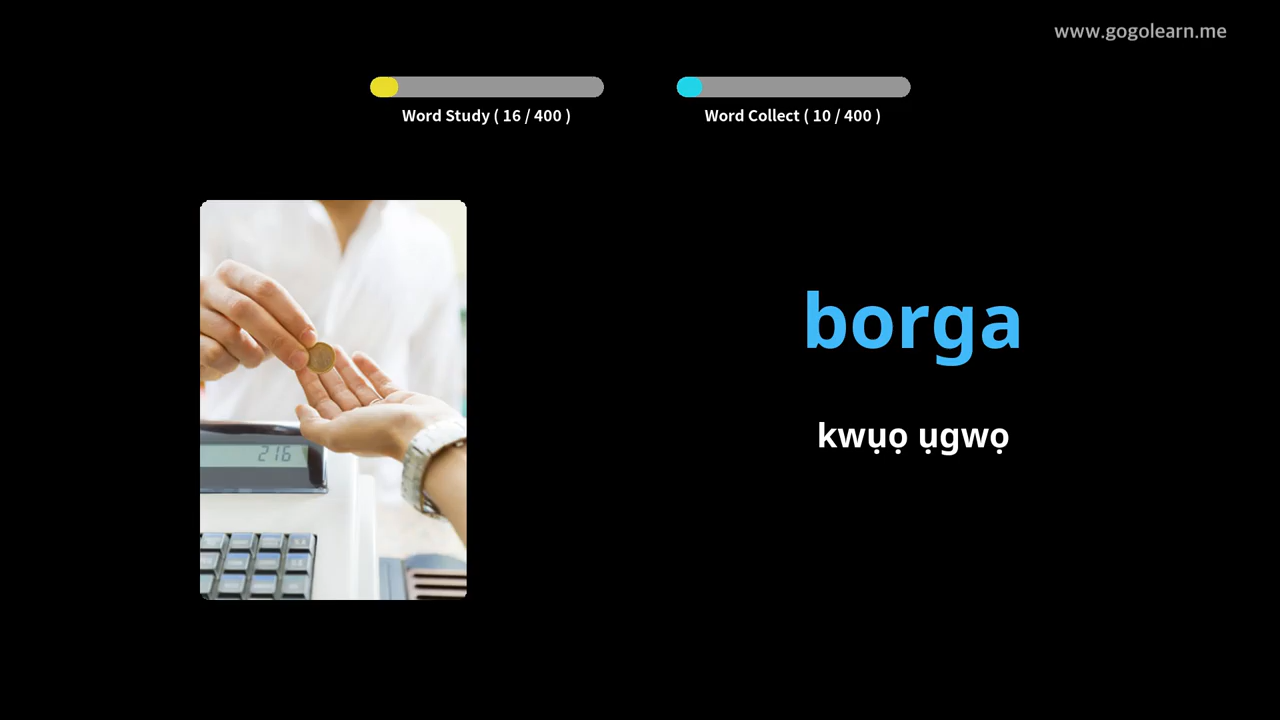 www.gogolearn.me
Word Study ( 16 / 400 )
Word Collect ( 10 / 400 )
borga
kwụọ ụgwọ
216